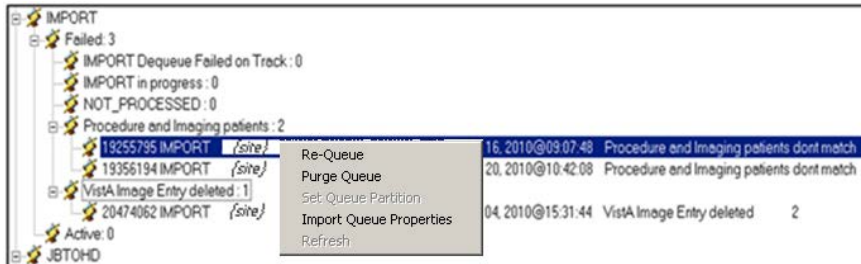 IMPORT
Failed: 3
IMPORT Dequeue Failed on Track : 0
IMPORT in progress : 0
NOT_PROCESSED : 0
Procedure and Imaging patients : 2
19255795 IMPORT {site} 16, 2010@09:07:48 Procedure and Imaging patients dont match
Re-Queue
19356194 IMPORT {site} 20, 2010@10:42:08 Procedure and Imaging patients dont match
Purge Queue
VistA Image Entry deleted : 1
Set Queue Partition
20474062 IMPORT {site} 04, 2010@15:31:44 VistA Image Entry deleted 2
Import Queue Properties
Active: 0
Refresh
JBTOHD